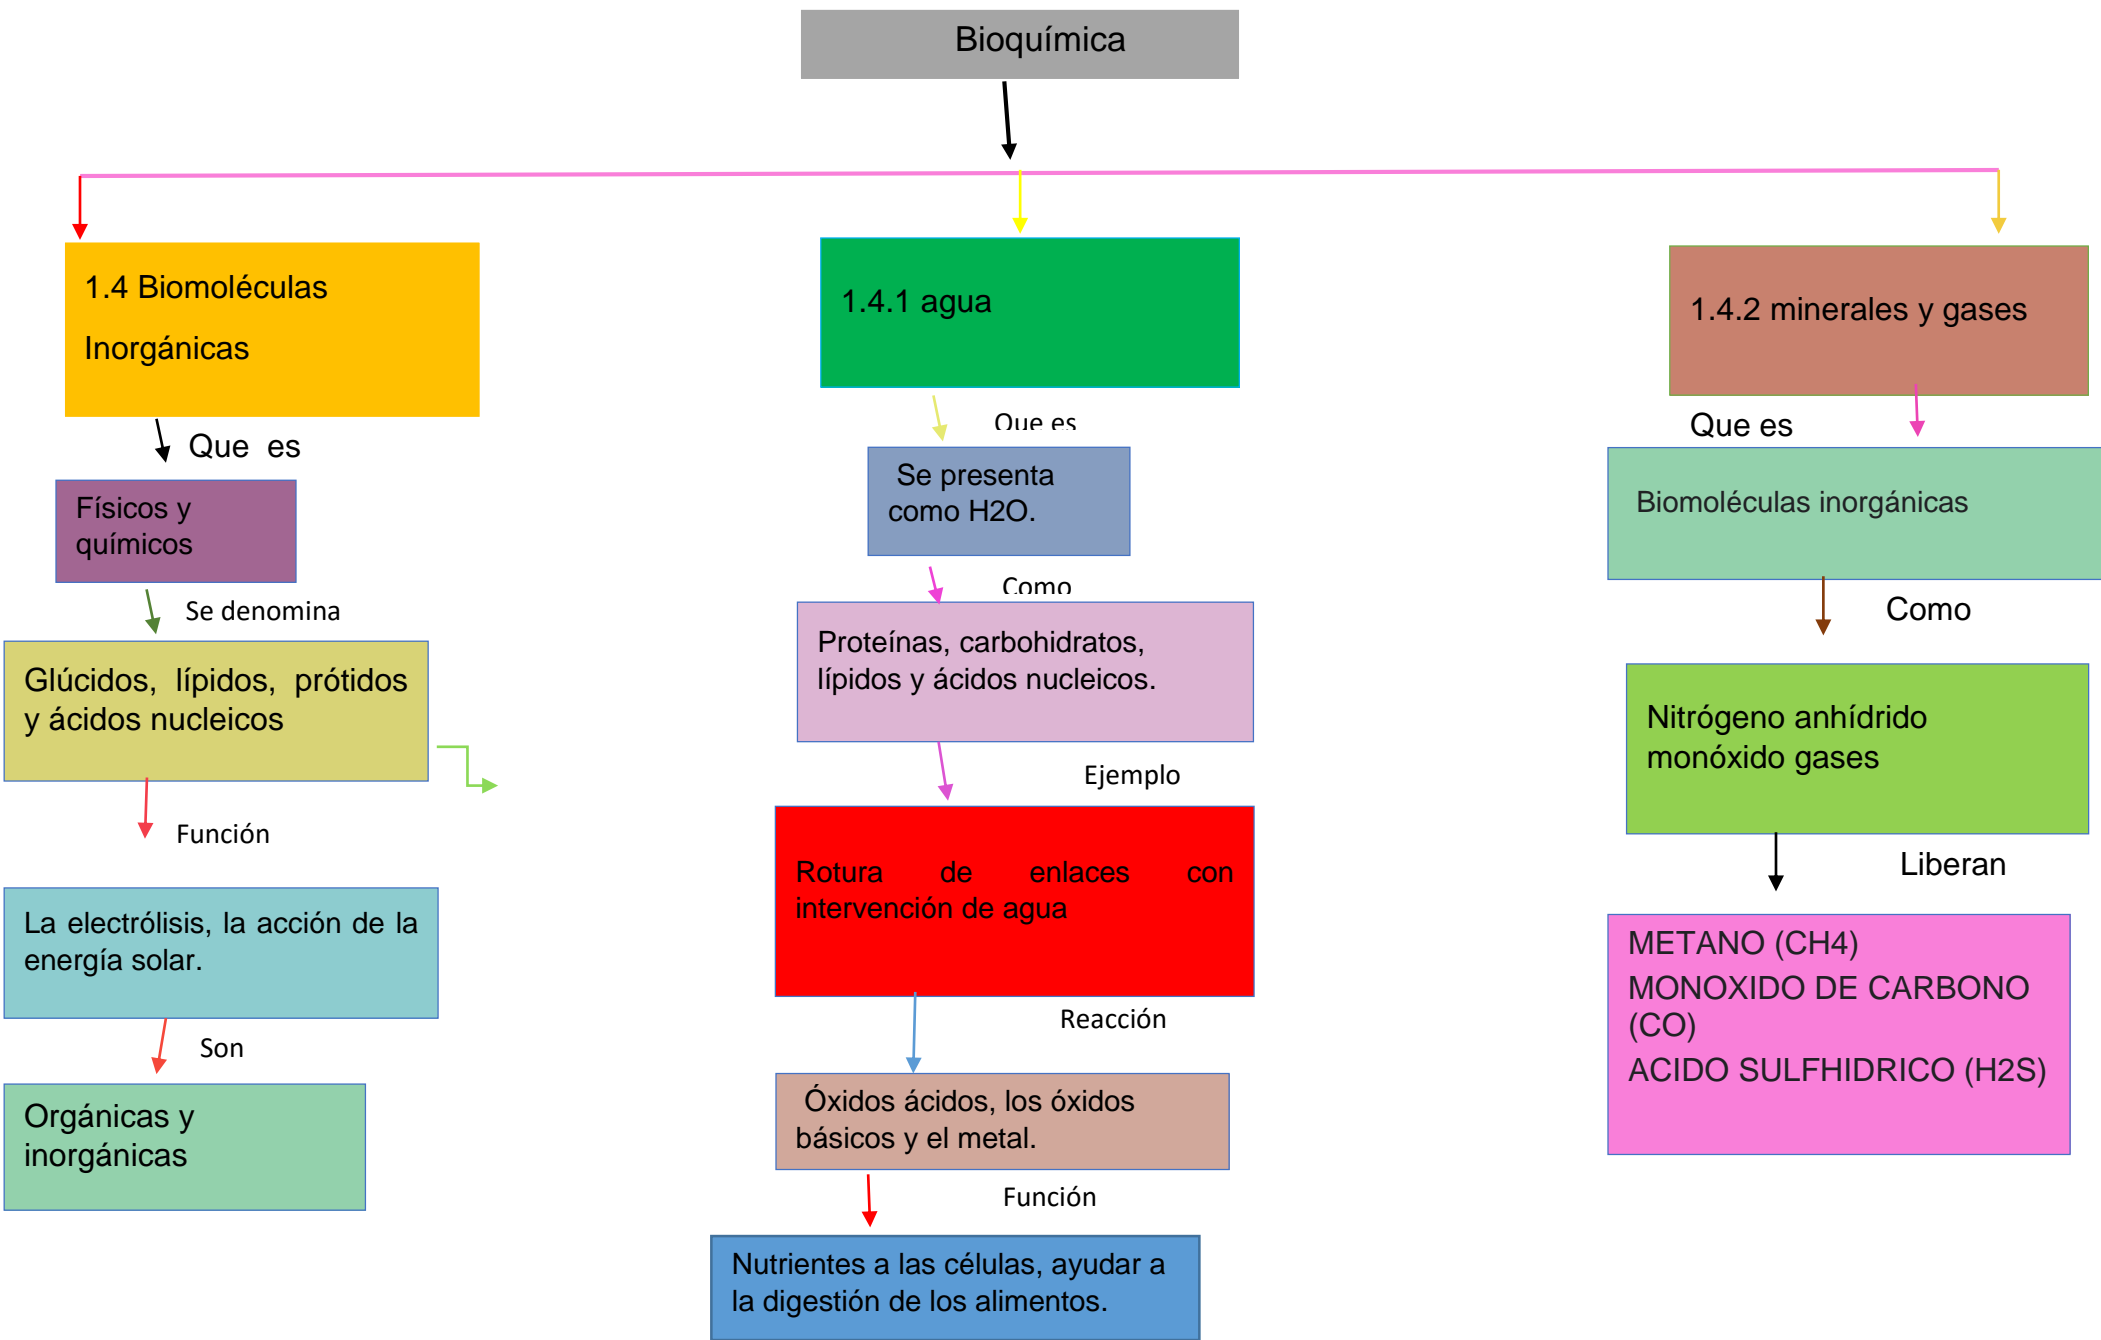 Bioquímica
1.4 Biomoléculas
Inorgánicas
Que es
Físicos y
químicos
Se denomina
Glúcidos, lípidos, prótidos
y ácidos nucleicos
Función
La electrólisis, la acción de la
energía solar.
Son
Orgánicas y
inorgánicas
1.4.1 agua
Que es
Se presenta
como H2O.
Como
Proteínas, carbohidratos,
lípidos y ácidos nucleicos.
Ejemplo
Rotura de enlaces con
intervención de agua
Reacción
Óxidos ácidos, los óxidos
básicos y el metal.
Función
Nutrientes a las células, ayudar a
la digestión de los alimentos.
1.4.2 minerales y gases
Que es
Biomoléculas inorgánicas
Como
Nitrógeno anhídrido
monóxido gases
Liberan
METANO (CH4)
MONOXIDO DE CARBONO
(CO)
ACIDO SULFHIDRICO (H2S)